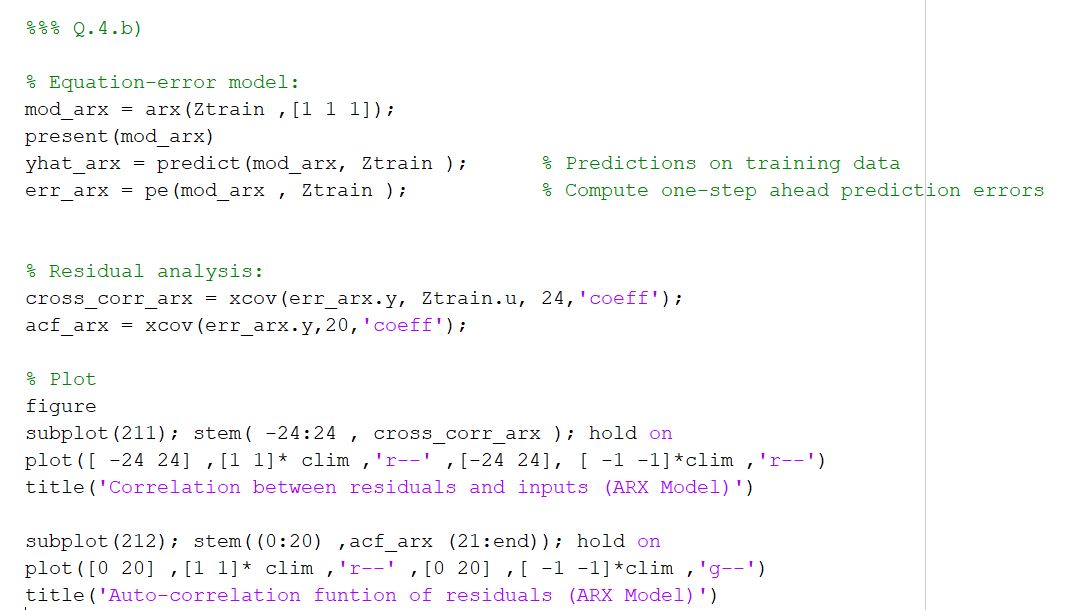 %%% Q.4.b)
% Equation-error model:
mod_arx = arx(Ztrain ,[1 1 1]);
present(mod_arx)
yhat_arx = predict(mod_arx, Ztrain ); % Predictions on training data
err_arx = pe(mod_arx , Ztrain ); % Compute one-step ahead prediction errors
% Residual analysis:
cross_corr_arx = xcov(err_arx.y, Ztrain.u, 24,'coeff');
acf_arx = xcov(err_arx.y,20,'coeff');
% Plot
figure
subplot(211); stem( -24:24 , cross_corr_arx ); hold on
plot([ -24 24] ,[1 1]* clim ,'r--' ,[-24 24], [ -1 -1]*clim ,'r--')
title('Correlation between residuals and inputs (ARX Model)')
subplot(212); stem((0:20) ,acf_arx (21:end)); hold on
plot([0 20] ,[1 1]* clim ,'r--' ,[0 20] ,[ -1 -1]*clim ,'g--')
title('Auto-correlation funtion of residuals (ARX Model)')